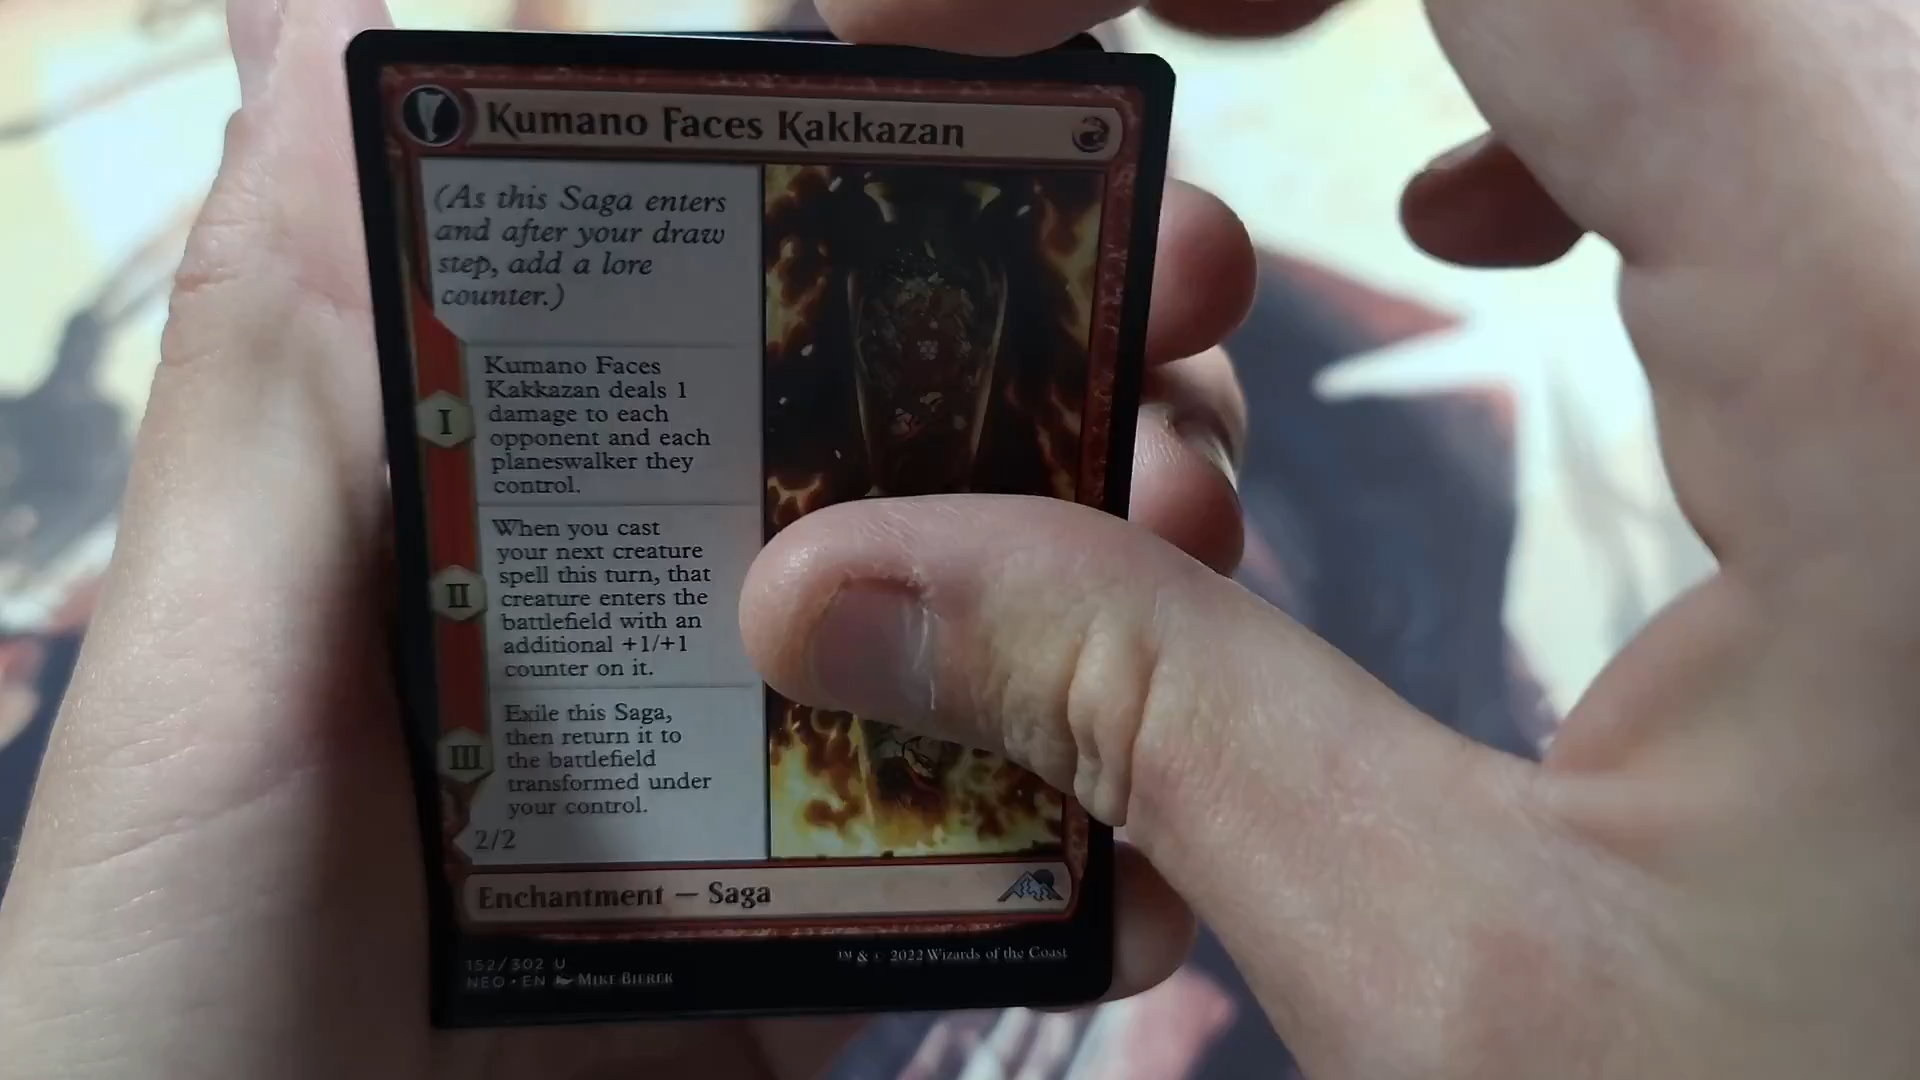 Kumano Faces Kakkazan
(As this Saga enters
and after your draw
step, add a lore
counter.)
I
Kumano Faces
Kakkazan deals 1
damage to each
opponent and each
planeswalker they
control.
II
When you cast
your next creature
spell this turn, that
creature enters the
battlefield with an
additional +1/+1
counter on it.
III
Exile this Saga,
then return it to
the battlefield
transformed under
your control.
2/2
Enchantment — Saga
152/302 U
NEO • EN MIKE BIEREK
™ & © 2022 Wizards of the Coast